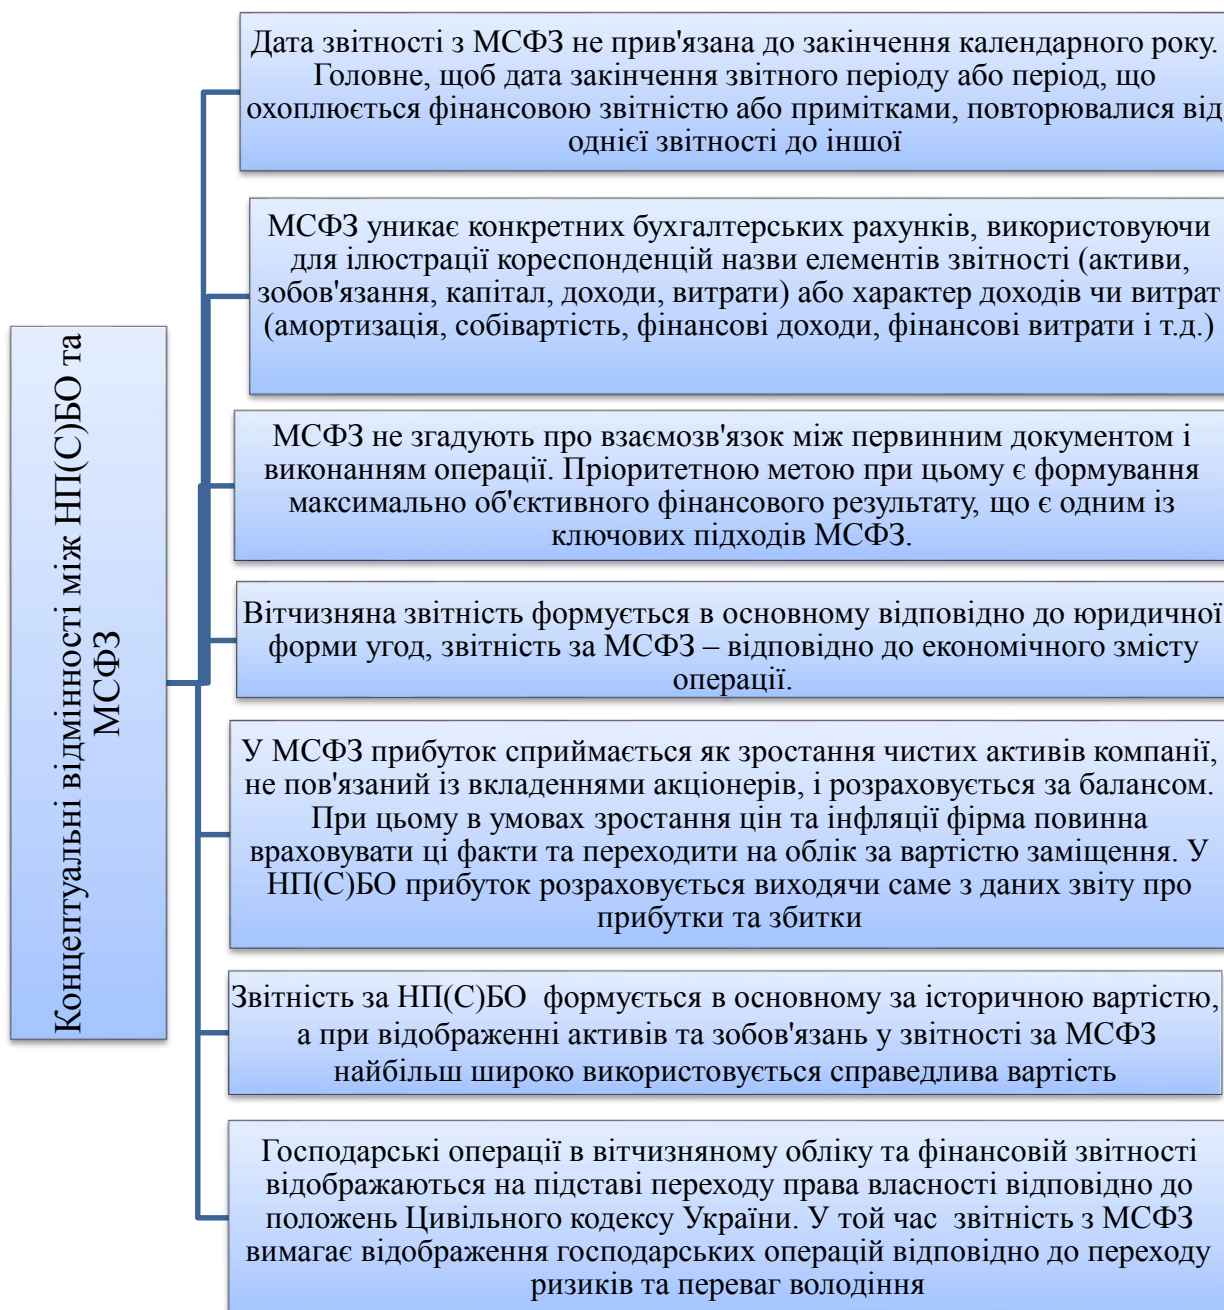 Концептуальні відмінності між НП(С)БО та
МСФЗ
Дата звітності з МСФЗ не прив'язана до закінчення календарного року.
Головне, щоб дата закінчення звітного періоду або період, що
охоплюється фінансовою звітністю або примітками, повторювалися від
однієї звітності до іншої
МСФЗ уникає конкретних бухгалтерських рахунків, використовуючи
для ілюстрації кореспонденцій назви елементів звітності (активи,
зобов'язання, капітал, доходи, витрати) або характер доходів чи витрат
(амортизація, собівартість, фінансові доходи, фінансові витрати і т.д.)
МСФЗ не згадують про взаємозв'язок між первинним документом і
виконанням операції. Пріоритетною метою при цьому є формування
максимально об'єктивного фінансового результату, що є одним із
ключових підходів МСФЗ.
Вітчизняна звітність формується в основному відповідно до юридичної
форми угод, звітність за МСФЗ – відповідно до економічного змісту
операції.
У МСФЗ прибуток сприймається як зростання чистих активів компанії,
не пов'язаний із вкладеннями акціонерів, і розраховується за балансом.
При цьому в умовах зростання цін та інфляції фірма повинна
враховувати ці факти та переходити на облік за вартістю заміщення. У
НП(С)БО прибуток розраховується виходячи саме з даних звіту про
прибутки та збитки
Звітність за НП(С)БО формується в основному за історичною вартістю,
а при відображенні активів та зобов'язань у звітності за МСФЗ
найбільш широко використовується справедлива вартість
Господарські операції в вітчизняному обліку та фінансовій звітності
відображаються на підставі переходу права власності відповідно до
положень Цивільного кодексу України. У той час звітність з МСФЗ
вимагає відображення господарських операцій відповідно до переходу
ризиків та переваг володіння